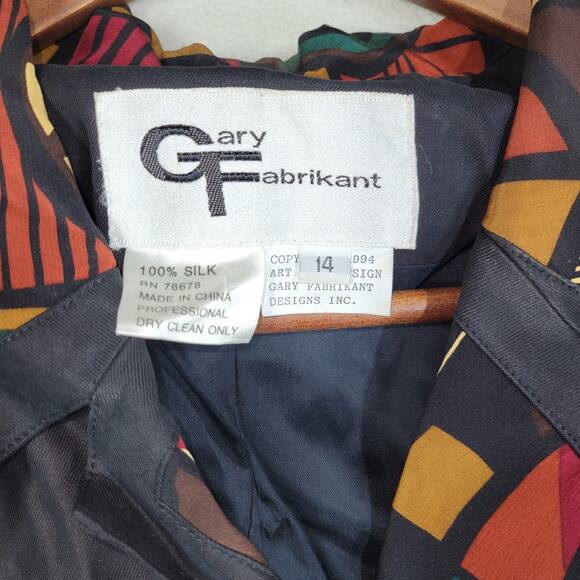 Gary
Fabrikant
100% SILK
RN 76678
MADE IN CHINA
PROFESSIONAL
DRY CLEAN ONLY
COPY 994
ART SIGN
GARY FABRIKANT
DESIGNS INC.
14